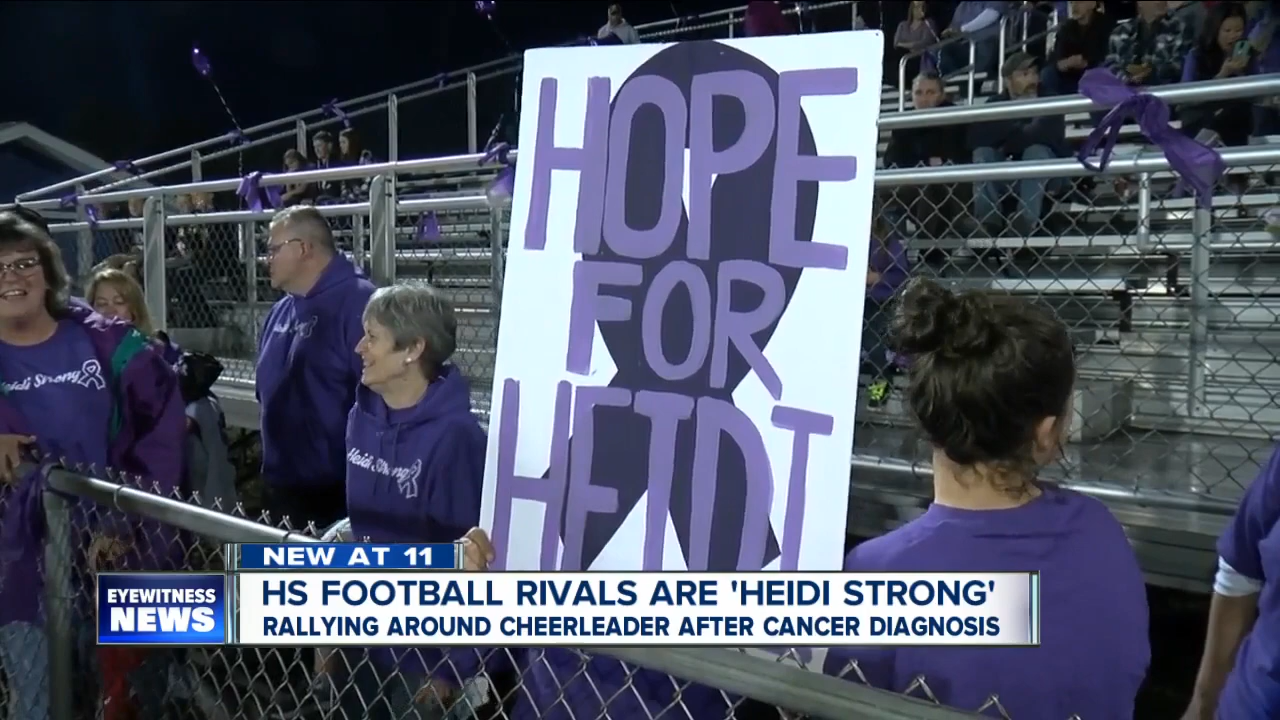 HOPE
FOR
HEIDI
Heidi Strong
Heidi Strong
NEW AT 11
EYEWITNESS
NEWS
HS FOOTBALL RIVALS ARE 'HEIDI STRONG'
RALLYING AROUND CHEERLEADER AFTER CANCER DIAGNOSIS